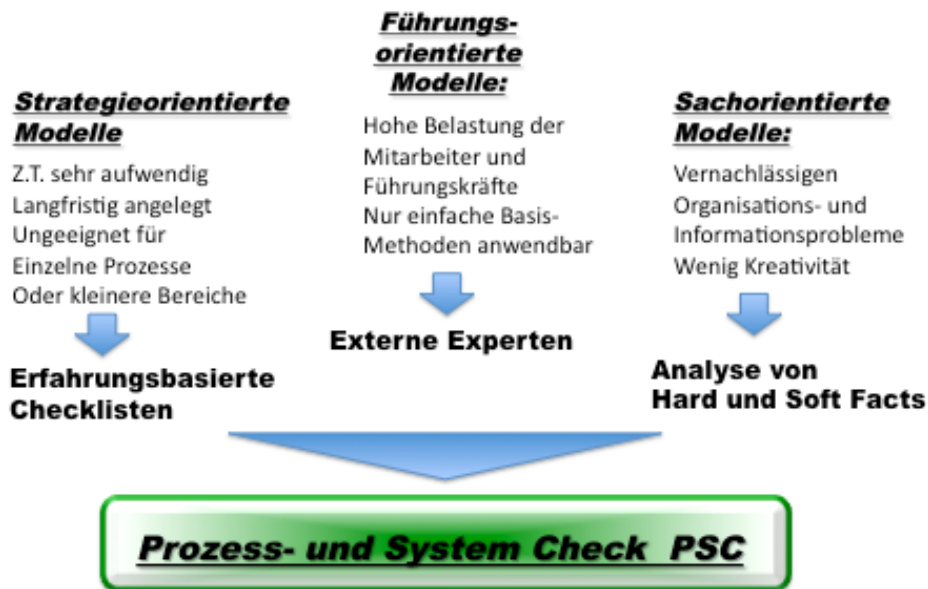 Strategieorientierte
Modelle
Z.T. sehr aufwendig
Langfristig angelegt
Ungeeignet für
Einzelne Prozesse
Oder kleinere Bereiche
Erfahrungsbasierte
Checklisten
Führungs-
orientierte
Modelle:
Hohe Belastung der
Mitarbeiter und
Führungskräfte
Nur einfache Basis-
Methoden anwendbar
Externe Experten
Sachorientierte
Modelle:
Vernachlässigen
Organisations- und
Informationsprobleme
Wenig Kreativität
Analyse von
Hard und Soft Facts
Prozess- und System Check PSC